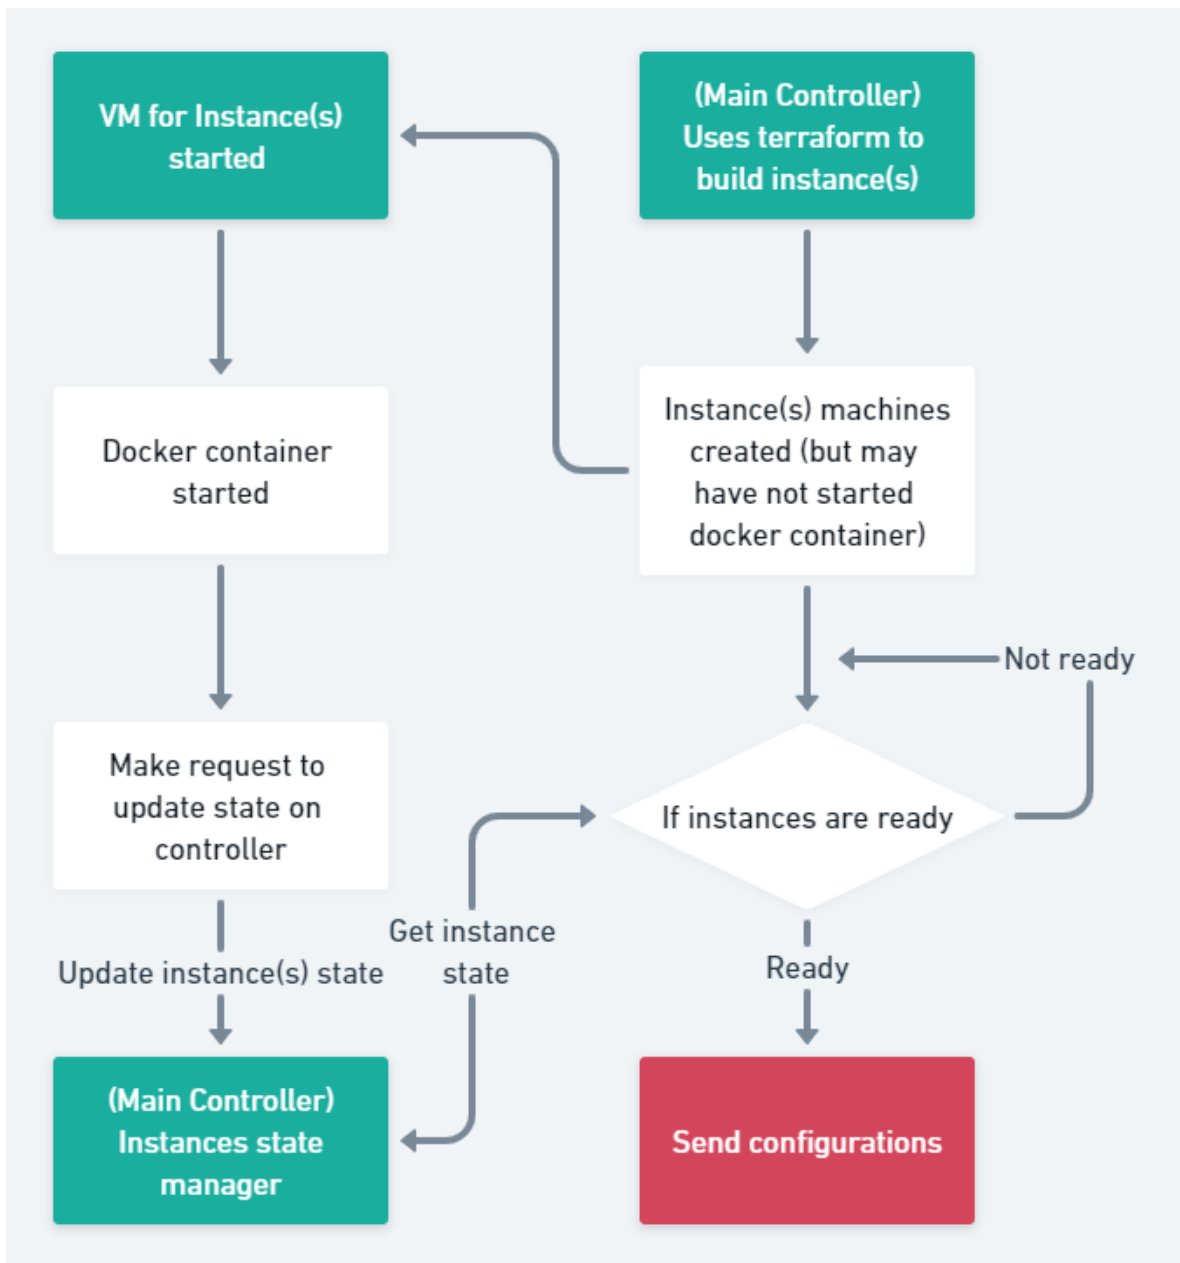 VM for Instance(s)
started
(Main Controller)
Uses terraform to
build instance(s)
Docker container
started
Instance(s) machines
created (but may
have not started
docker container)
Not ready
Make request to
update state on
controller
If instances are ready
Get instance
state
Update instance(s) state
Ready
(Main Controller)
Instances state
manager
Send configurations